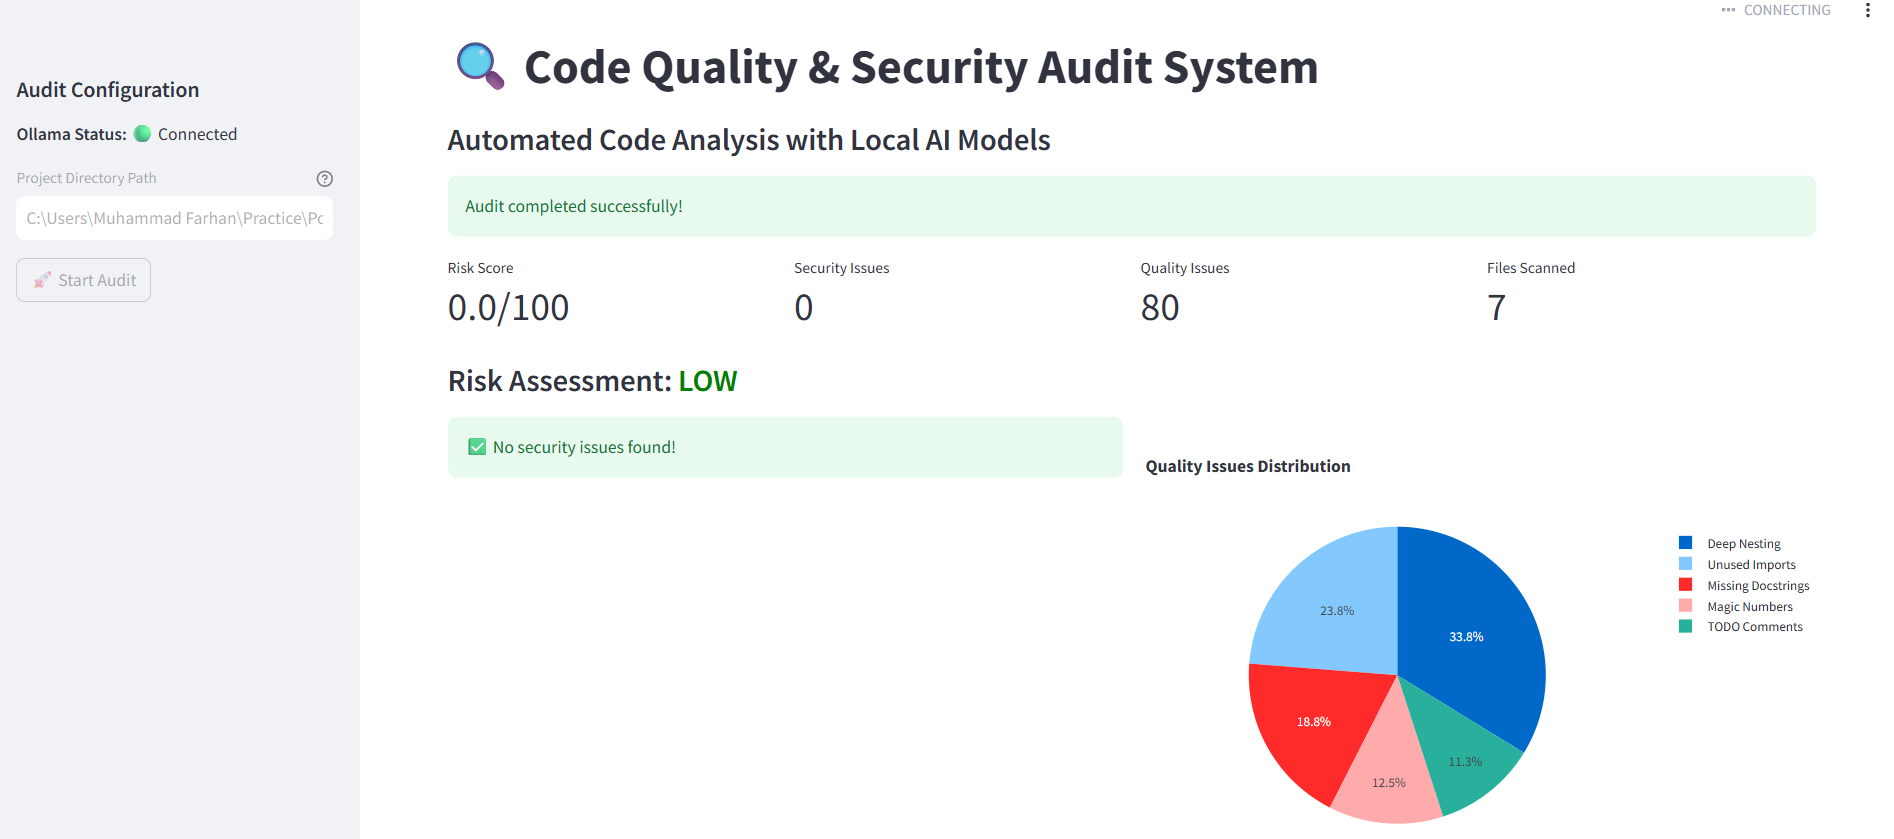 CONNECTING
Audit Configuration
Ollama Status: Connected
Project Directory Path
C:\Users\Muhammad Farhan\Practice\Pc
Start Audit
Code Quality & Security Audit System
Automated Code Analysis with Local AI Models
Audit completed successfully!
Risk Score
0.0/100
Security Issues
0
Quality Issues
80
Files Scanned
7
Risk Assessment: LOW
No security issues found!
Quality Issues Distribution
23.8%
33.8%
18.8%
12.5%
11.3%
Deep Nesting
Unused Imports
Missing Docstrings
Magic Numbers
TODO Comments